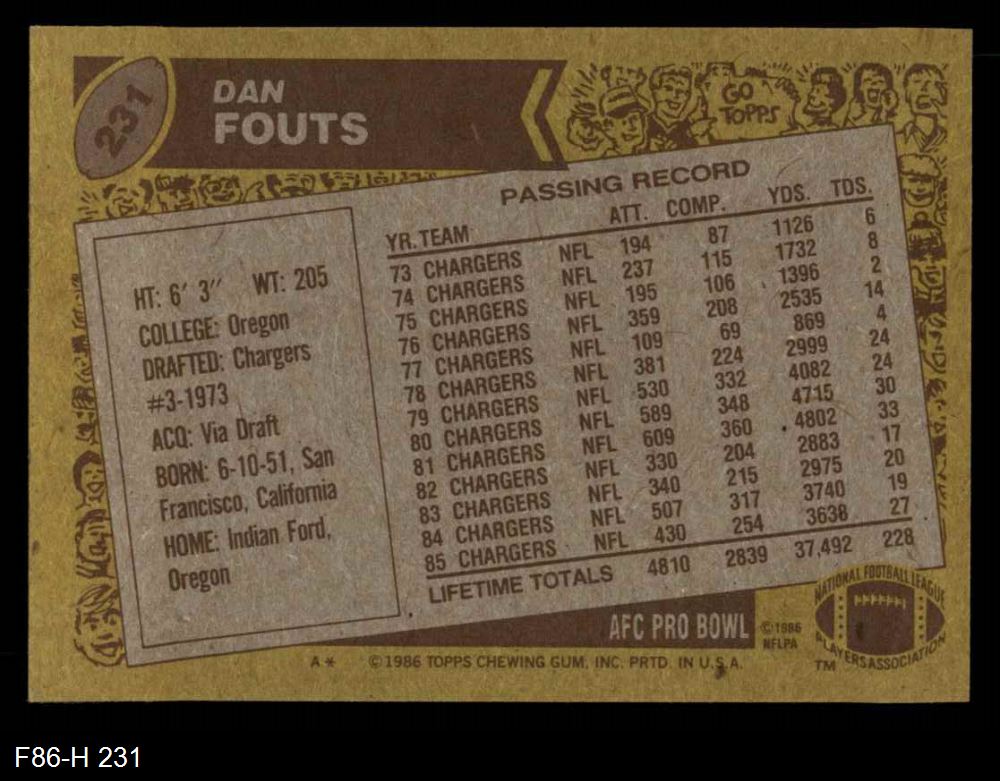 231
DAN
FOUTS
GO
TOPPS
PASSING RECORD
YR. TEAM ATT. COMP. YDS. TDS.
73 CHARGERS NFL 194 87 1126 6
74 CHARGERS NFL 237 115 1732 8
75 CHARGERS NFL 195 106 1396 2
76 CHARGERS NFL 359 208 2535 14
77 CHARGERS NFL 109 69 869 4
78 CHARGERS NFL 381 224 2999 24
79 CHARGERS NFL 530 332 4082 24
80 CHARGERS NFL 589 348 4715 30
81 CHARGERS NFL 609 360 4802 33
82 CHARGERS NFL 330 204 2883 17
83 CHARGERS NFL 340 215 2975 20
84 CHARGERS NFL 507 317 3740 19
85 CHARGERS NFL 430 254 3638 27
LIFETIME TOTALS 4810 2839 37,492 228
HT: 6' 3" WT: 205
COLLEGE: Oregon
DRAFTED: Chargers
#3-1973
ACQ: Via Draft
BORN: 6-10-51, San
Francisco, California
HOME: Indian Ford,
Oregon
AFC PRO BOWL
©1986
NFLPA
NATIONAL FOOTBALL LEAGUE
PLAYERS ASSOCIATION
TM
A* ©1986 TOPPS CHEWING GUM, INC. PRTD. IN U.S.A.
F86-H 231